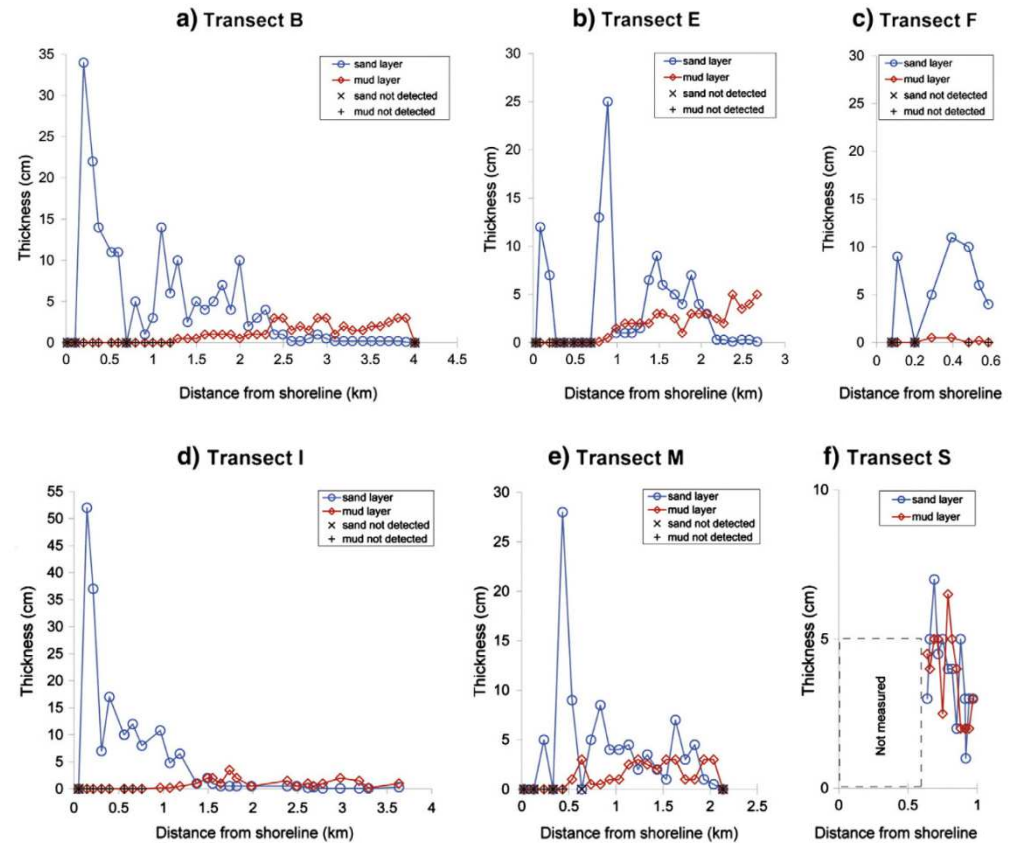 a) Transect B
35
30
25
20
15
10
5
0
Thickness (cm)
sand layer
mud layer
sand not detected
mud not detected
0 0.5 1 1.5 2.0 2.5 3.0 3.5 4.0 4.5
Distance from shoreline (km)
b) Transect E
30
25
20
15
10
5
0
Thickness (cm)
sand layer
mud layer
sand not detected
mud not detected
0 0.5 1 1.5 2 2.5 3
Distance from shoreline (km)
c) Transect F
30
25
20
15
10
5
0
Thickness (cm)
sand layer
mud layer
sand not detected
mud not detected
0 0.2 0.4 0.6
Distance from shoreline
d) Transect I
55
50
45
40
35
30
25
20
15
10
5
0
Thickness (cm)
sand layer
mud layer
sand not detected
mud not detected
0 0.5 1 1.5 2 2.5 3 3.5 4
Distance from shoreline (km)
e) Transect M
30
25
20
15
10
5
0
Thickness (cm)
sand layer
mud layer
sand not detected
mud not detected
0 0.5 1 1.5 2 2.5
Distance from shoreline (km)
f) Transect S
10
5
0
Thickness (cm)
sand layer
mud layer
Not measured
0 0.5 1
Distance from shoreline